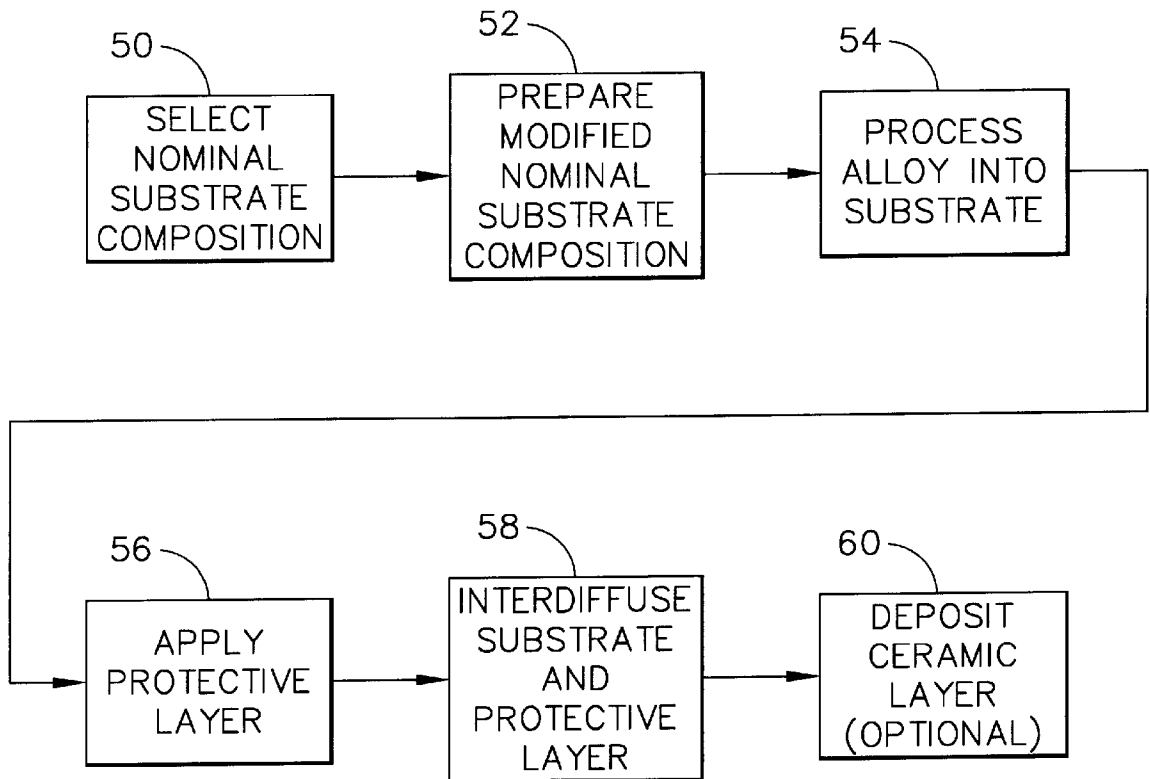 50
SELECT
NOMINAL
SUBSTRATE
COMPOSITION
52
PREPARE
MODIFIED
NOMINAL
SUBSTRATE
COMPOSITION
54
PROCESS
ALLOY INTO
SUBSTRATE
56
APPLY
PROTECTIVE
LAYER
58
INTERDIFFUSE
SUBSTRATE
AND
PROTECTIVE
LAYER
60
DEPOSIT
CERAMIC
LAYER
(OPTIONAL)